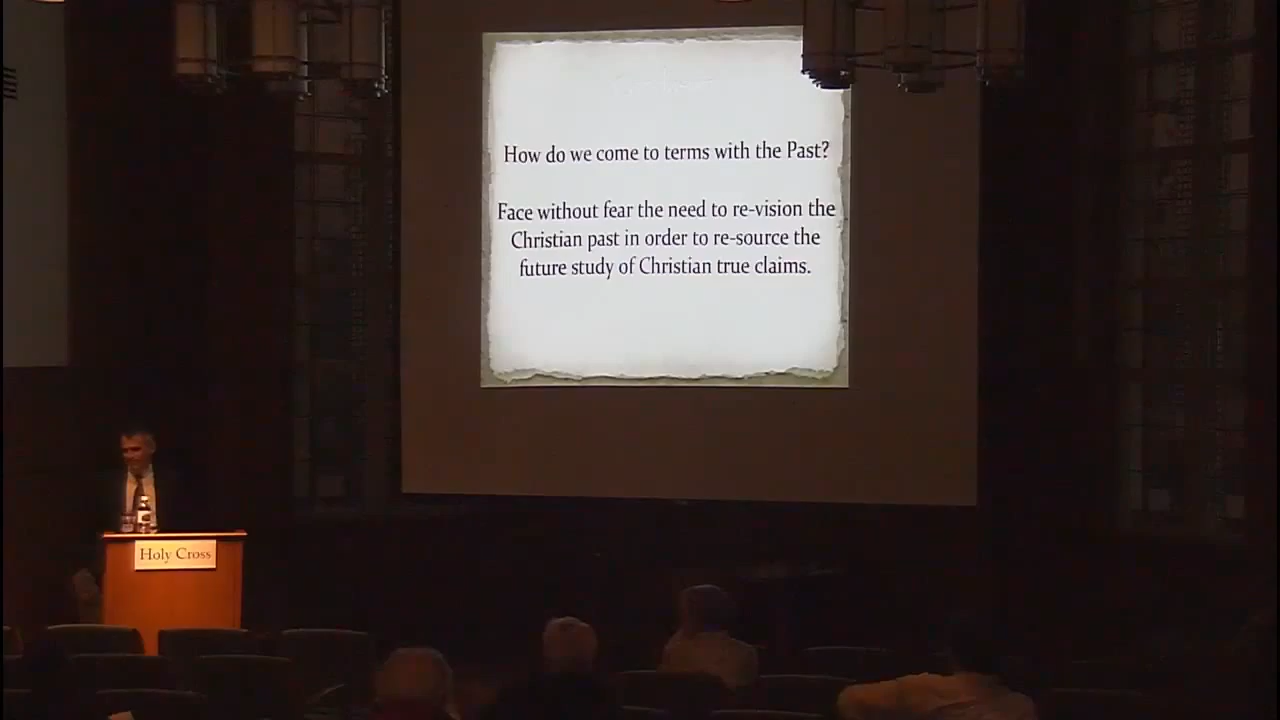 How do we come to terms with the Past?
Face without fear the need to re-vision the
Christian past in order to re-source the
future study of Christian true claims.
Holy Cross